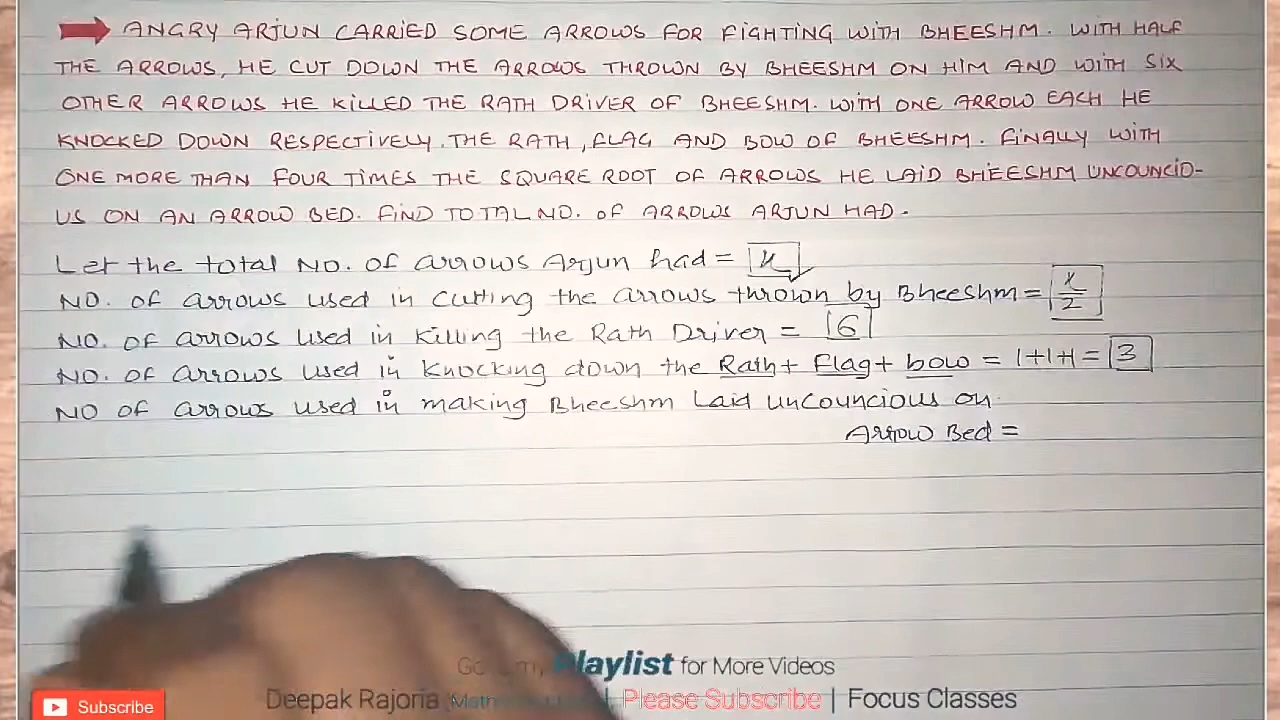 ANGRY ARJUN CARRIED SOME ARROWS FOR FIGHTING WITH BHEESHM. WITH HALF
THE ARROWS, HE CUT DOWN THE ARROWS THROWN BY BHEESHM ON HIM AND WITH SIX
OTHER ARROWS HE KILLED THE RATH DRIVER OF BHEESHM. WITH ONE ARROW EACH HE
KNOCKED DOWN RESPECTIVELY THE RATH, FLAG AND BOW OF BHEESHM. FINALLY WITH
ONE MORE THAN FOUR TIMES THE SQUARE ROOT OF ARROWS HE LAID BHEESHM UNCOUNCIO-
US ON AN ARROW BED. FIND TOTAL NO. OF ARROWS ARJUN HAD.
Let the total No. of arrows Arjun had = x
No. of arrows used in cutting the arrows thrown by Bheeshm = x/2
No. of arrows used in killing the Rath Driver = 6
No. of arrows used in knocking down the Rath + Flag + bow = 1+1+1 = 3
No of arrows used in making Bheeshm Laid uncouncious on
Arrow Bed =
Playlist for More Videos
Subscribe
Deepak Rajoria | Please Subscribe | Focus Classes